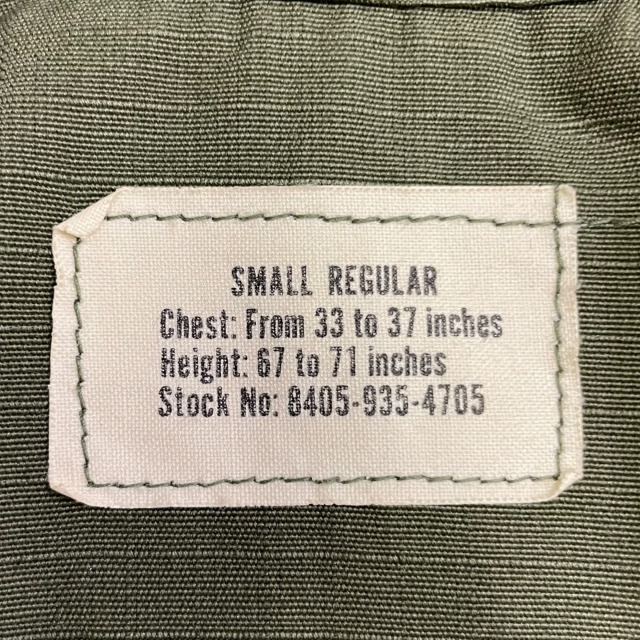 SMALL REGULAR
Chest: From 33 to 37 inches
Height: 67 to 71 inches
Stock No: 8405-935-4705